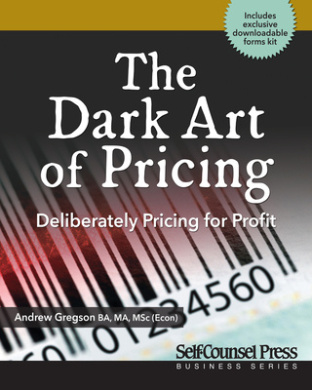 Includes
exclusive
downloadable
forms kit
The
Dark Art
of Pricing
Deliberately Pricing for Profit
Andrew Gregson BA, MA, MSc (Econ)
01234560
Self-Counsel Press
BUSINESS SERIES